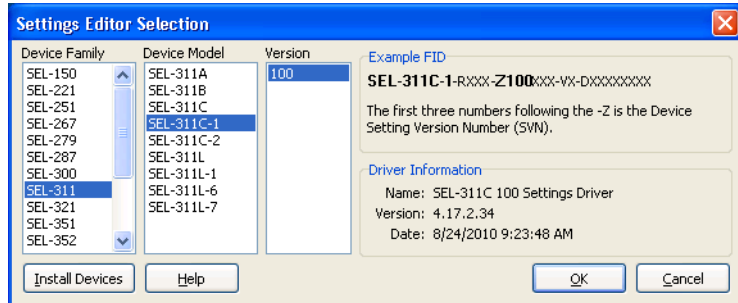 Settings Editor Selection
Device Family
SEL-150
SEL-221
SEL-251
SEL-267
SEL-279
SEL-287
SEL-300
SEL-311
SEL-321
SEL-351
SEL-352
Device Model
SEL-311A
SEL-311B
SEL-311C
SEL-311C-1
SEL-311C-2
SEL-311L
SEL-311L-1
SEL-311L-6
SEL-311L-7
Version
100
Example FID
SEL-311C-1-RXXX-Z100XXX-VX-DXXXXXXXX
The first three numbers following the -Z is the Device
Setting Version Number (SVN).
Driver Information
Name: SEL-311C 100 Settings Driver
Version: 4.17.2.34
Date: 8/24/2010 9:23:48 AM
Install Devices
Help
OK
Cancel